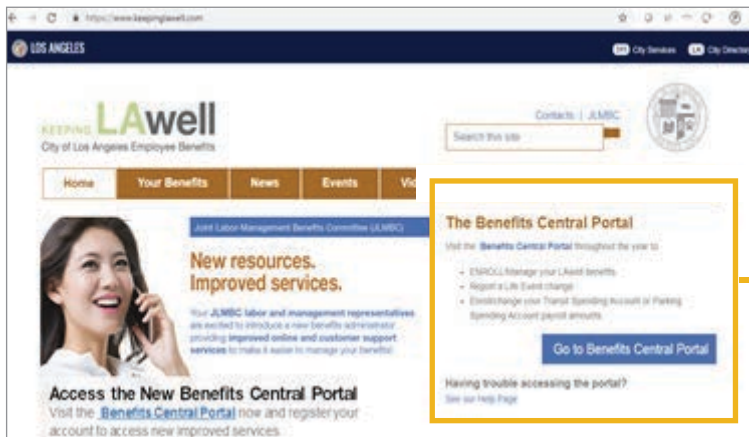 https://www.keepinglawell.com
LOS ANGELES
City Services
City Directory
KEEPING LAwell
City of Los Angeles Employee Benefits
Contacts | JLMBC
Search this site
Home
Your Benefits
News
Events
Vid
Joint Labor-Management Benefits Committee (JLMBC)
New resources.
Improved services.
Your JLMBC labor and management representatives
are excited to introduce a new benefits administrator
providing improved online and customer support
services to make it easier to manage your benefits!
Access the New Benefits Central Portal
Visit the Benefits Central Portal now and register your
account to access new improved services.
The Benefits Central Portal
Visit the Benefits Central Portal throughout the year to
ENROLL/Manage your LAwell benefits
Report a Life Event change
Enroll/change your Transit Spending Account or Parking
Spending Account payroll amounts.
Go to Benefits Central Portal
Having trouble accessing the portal?
See our Help Page